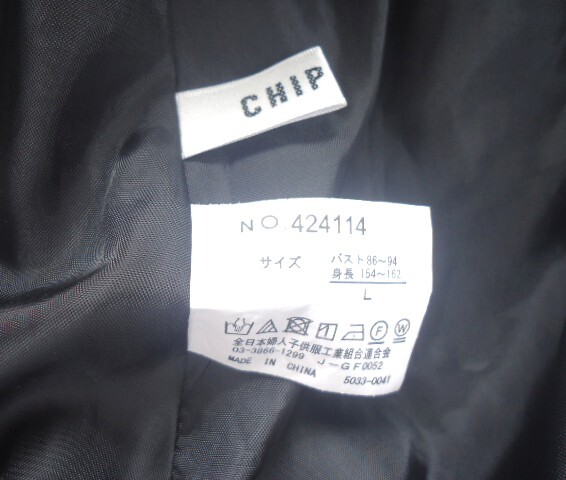 CHIP
NO. 424114
サイズ バスト86～94
身長 154～162
L
F W
全日本婦人子供服工業組合連合会
03-3866-1299 J-GF0052
MADE IN CHINA 5033-0041